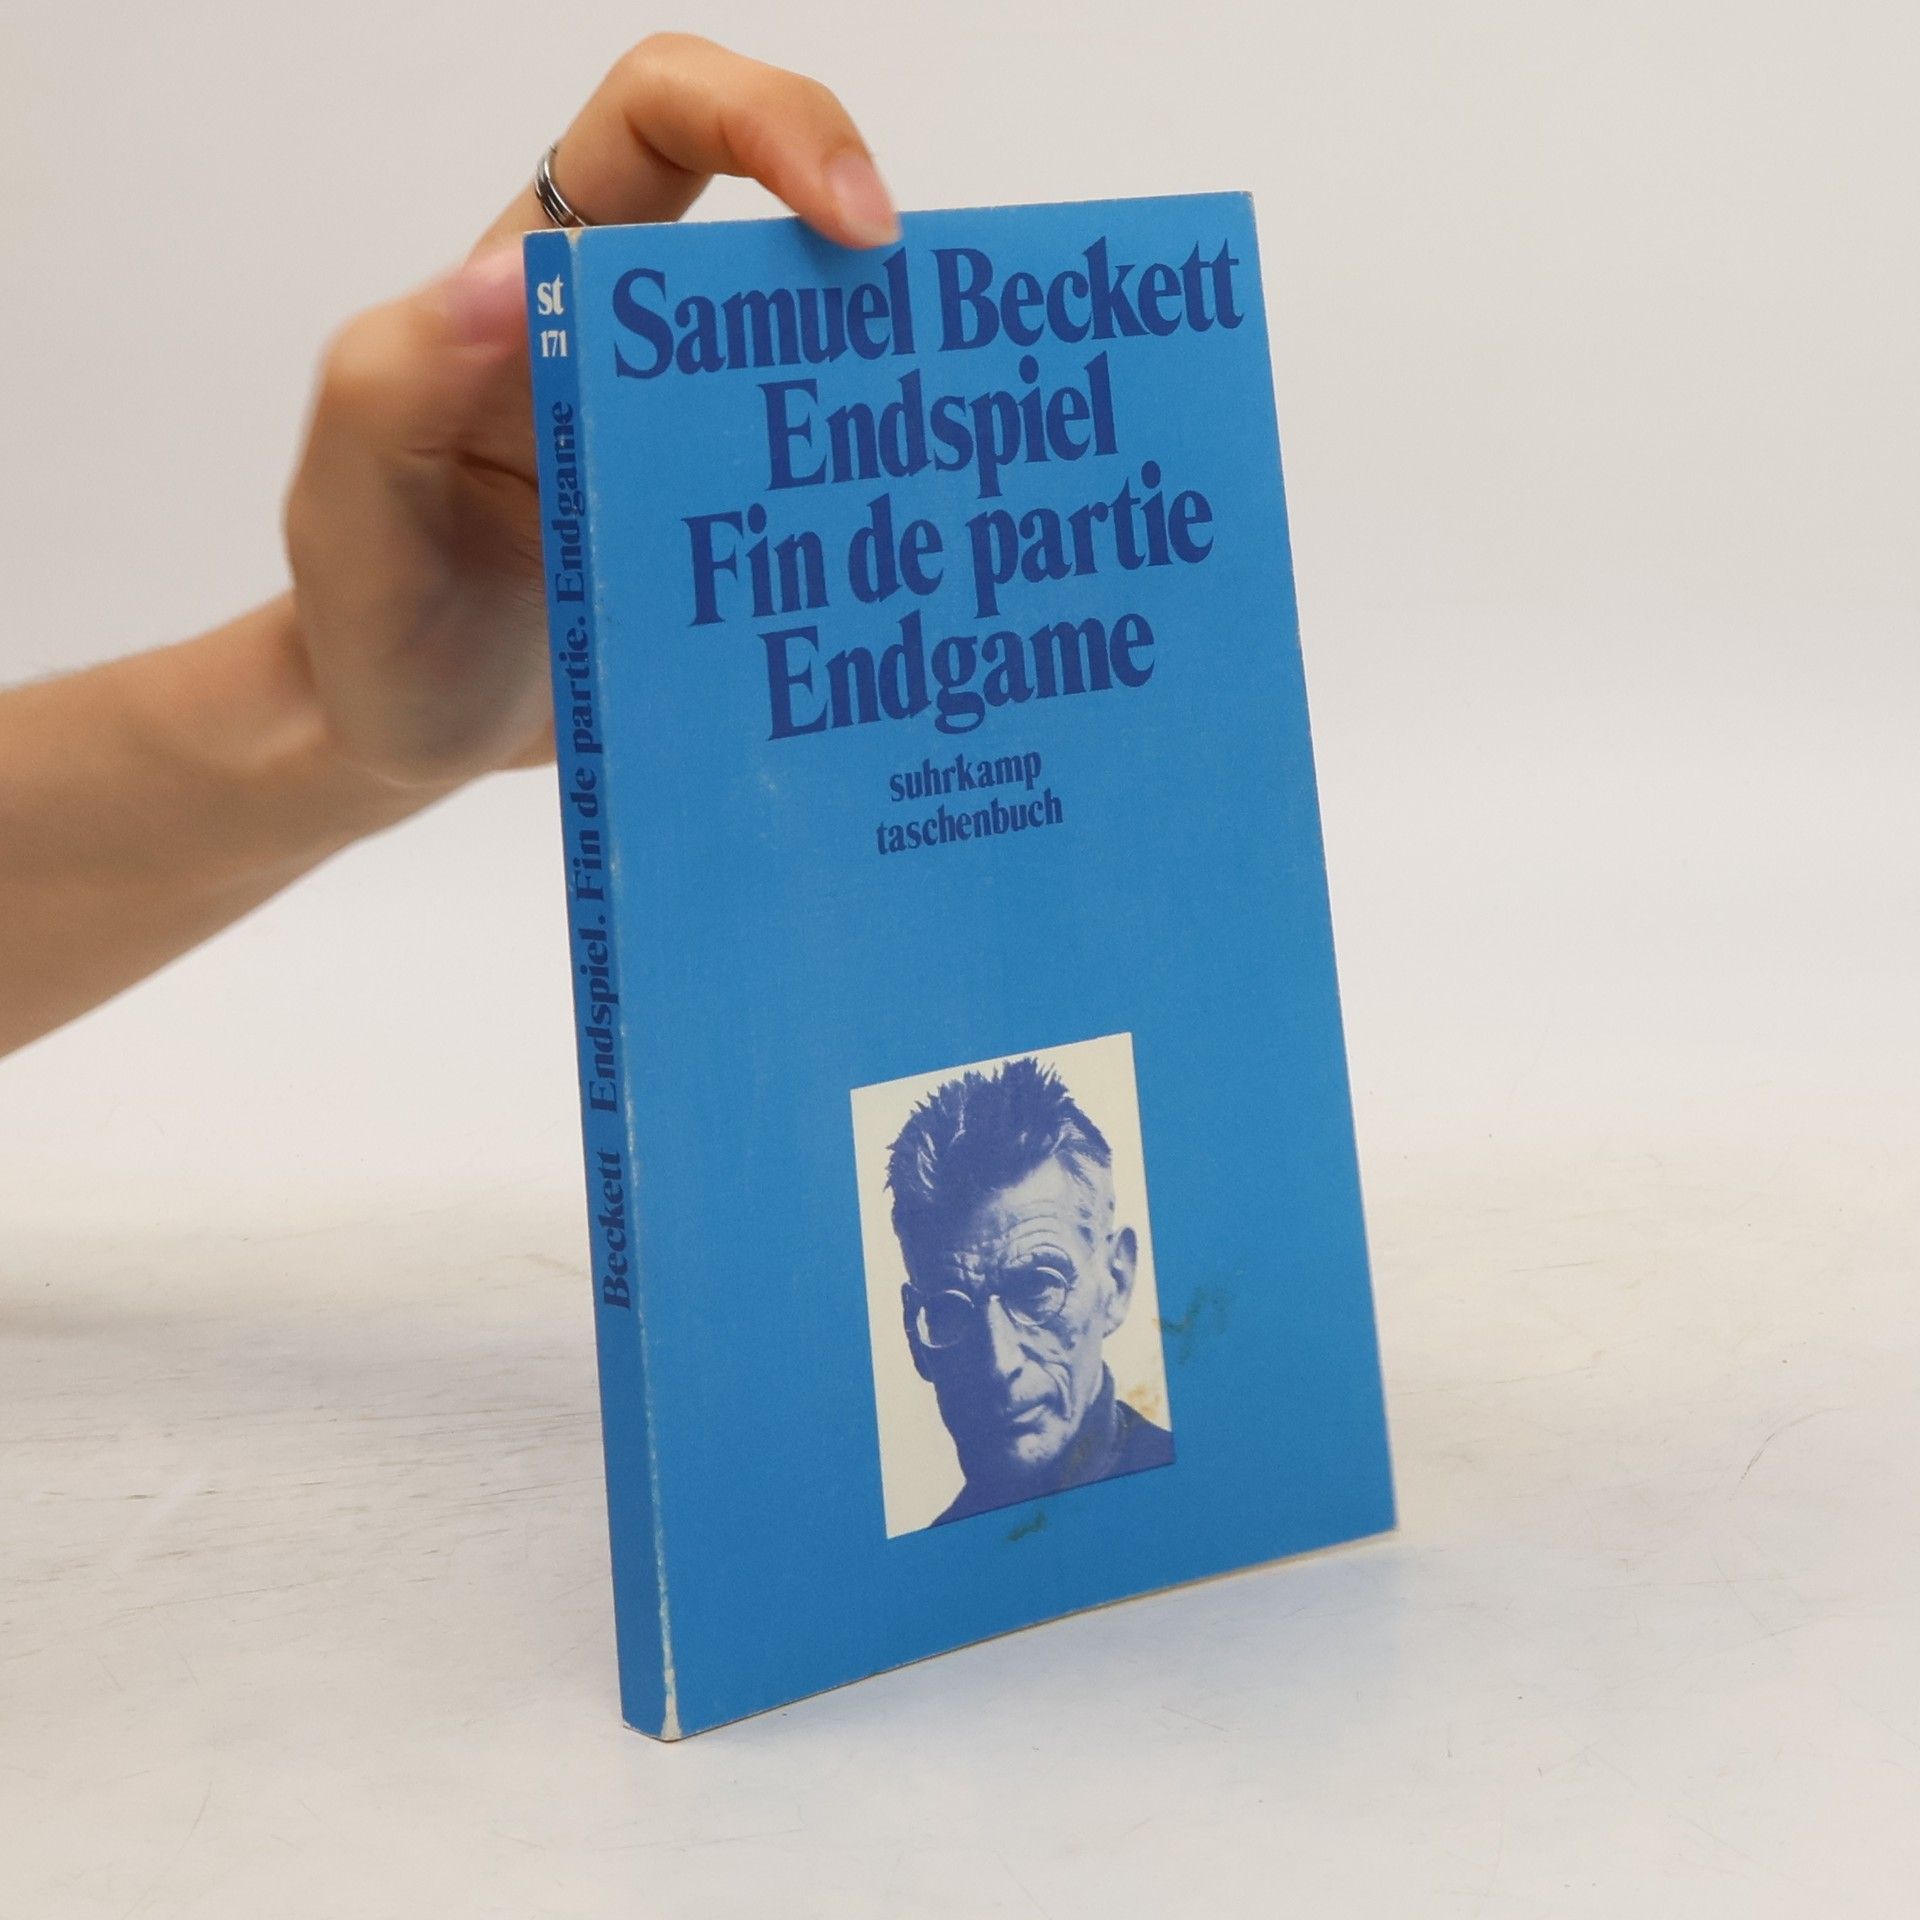 st
171
Beckett Endspiel. Fin de partie. Endgame
Samuel Beckett
Endspiel
Fin de partie
Endgame
suhrkamp
taschenbuch